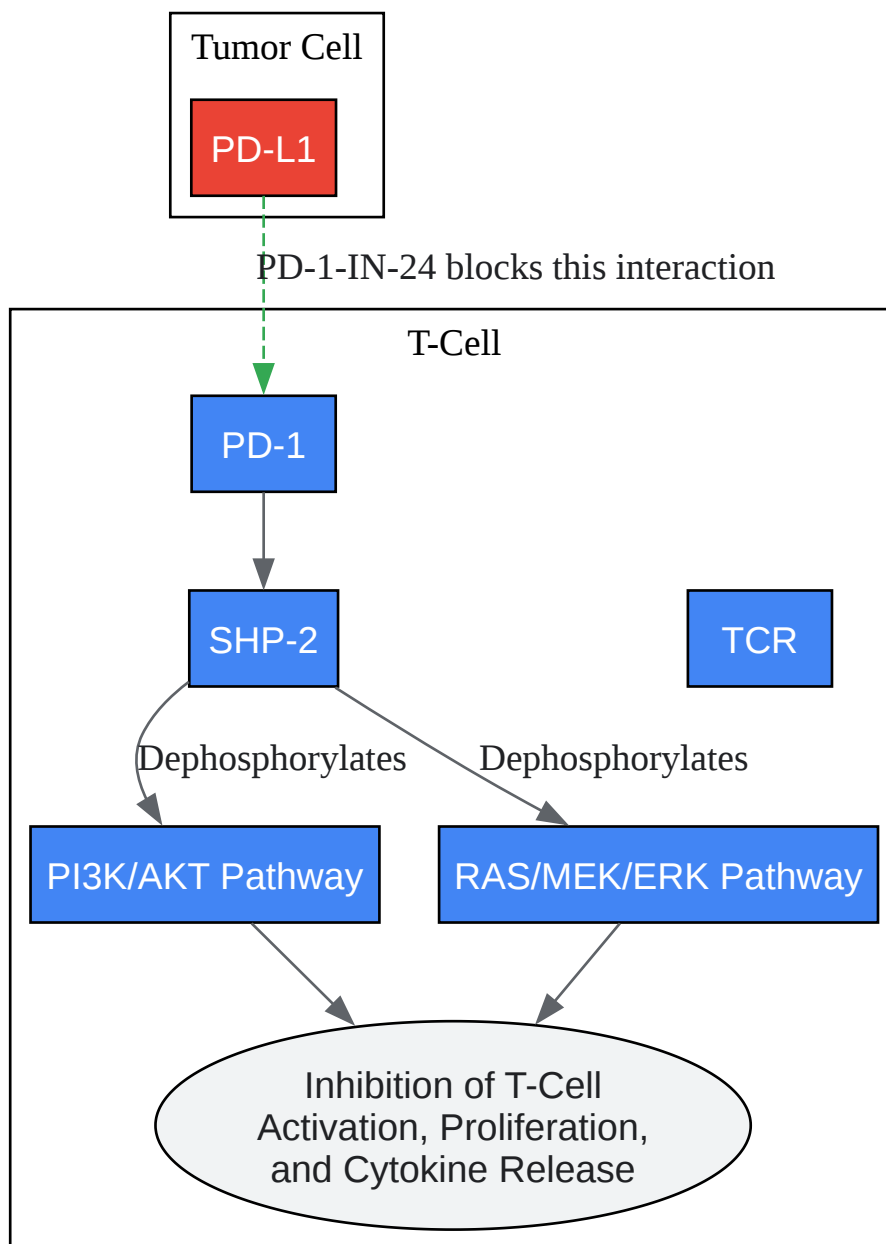 Tumor Cell
PD-L1
PD-1-IN-24 blocks this interaction
T-Cell
PD-1
SHP-2
TCR
Dephosphorylates
Dephosphorylates
PI3K/AKT Pathway
RAS/MEK/ERK Pathway
Inhibition of T-Cell
Activation, Proliferation,
and Cytokine Release